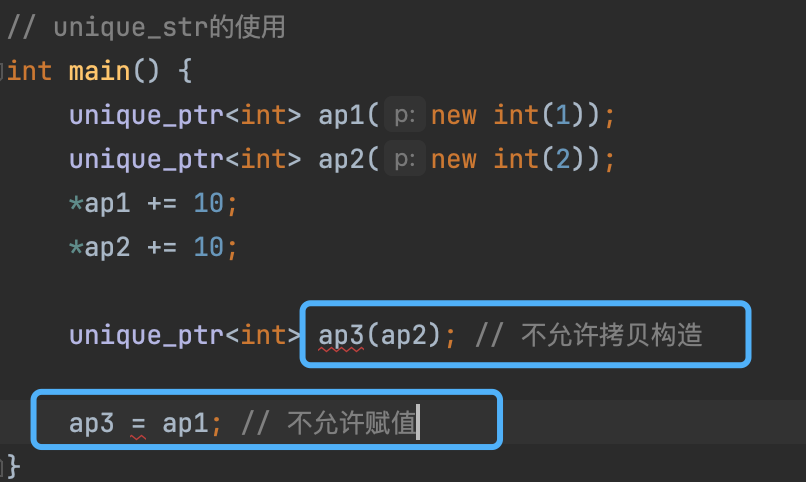 // unique_str的使用
int main() {
unique_ptr<int> ap1( p: new int(1));
unique_ptr<int> ap2( p: new int(2));
*ap1 += 10;
*ap2 += 10;
unique_ptr<int> ap3(ap2); // 不允许拷贝构造
ap3 = ap1; // 不允许赋值
}